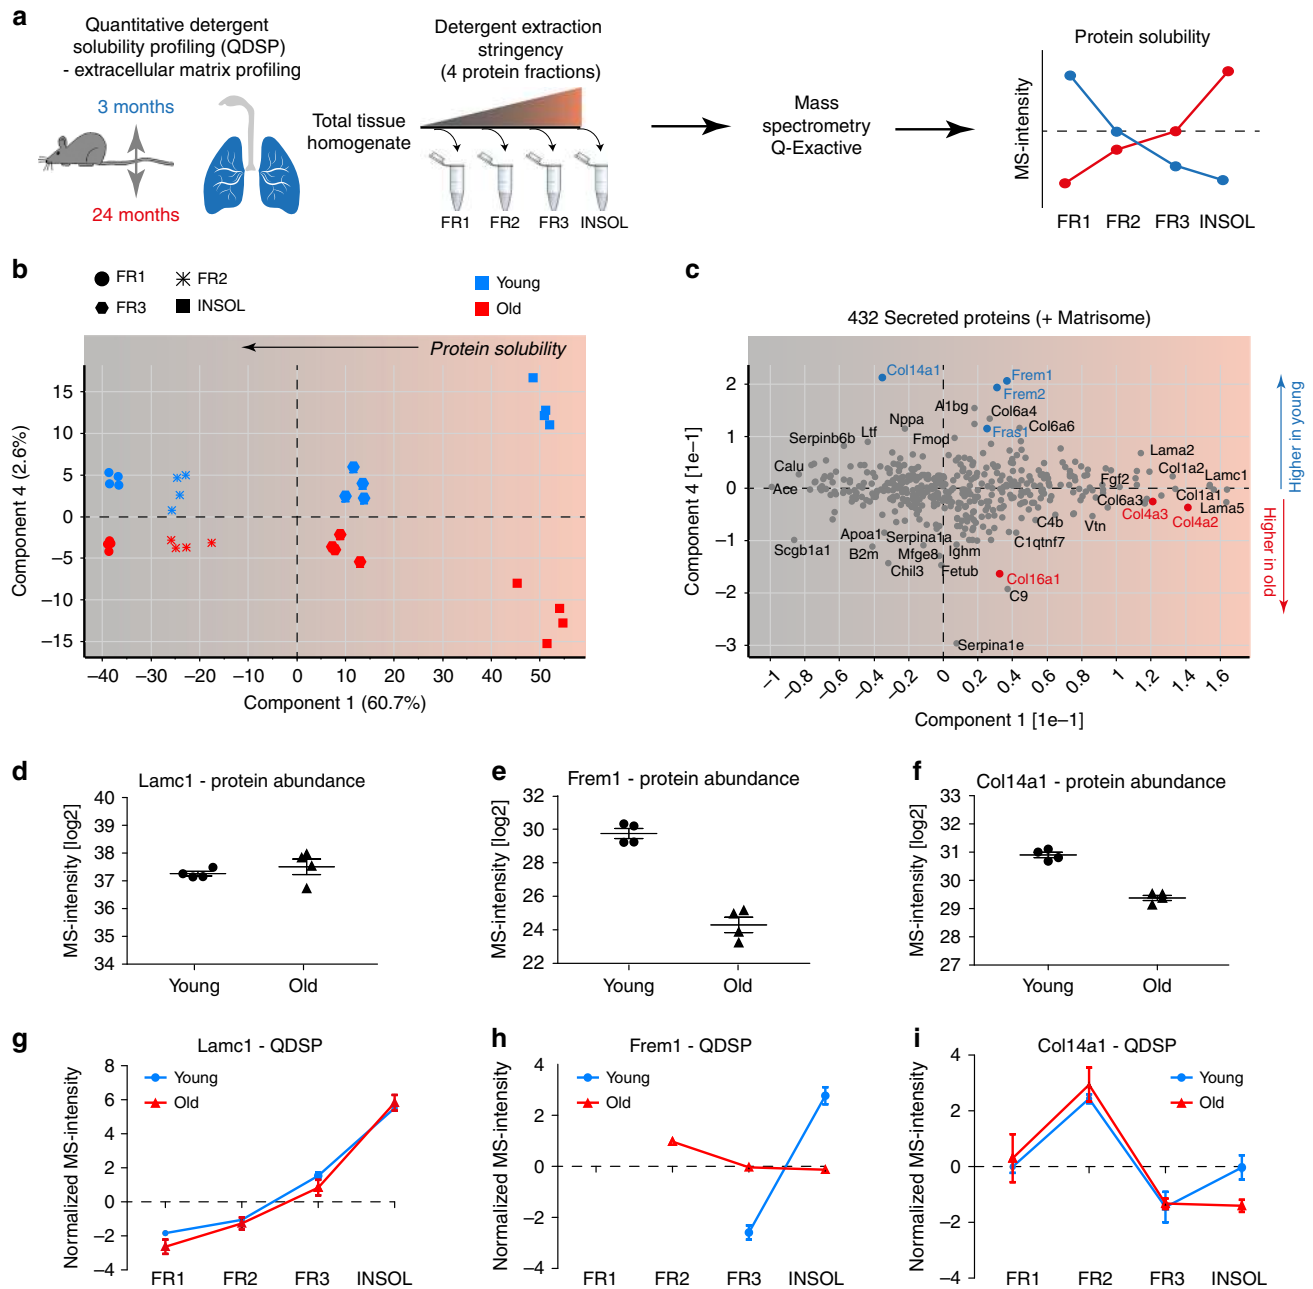 a
Quantitative detergent
solubility profiling (QDSP)
- extracellular matrix profiling
3 months
24 months
Total tissue
homogenate
Detergent extraction
stringency
(4 protein fractions)
FR1 FR2 FR3 INSOL
Mass
spectrometry
Q-Exactive
Protein solubility
MS-intensity
FR1 FR2 FR3 INSOL
b
FR1 FR2
FR3 INSOL
Young
Old
Protein solubility
Component 4 (2.6%)
15
10
5
0
−5
−10
−15
−40 −30 −20 −10 0 10 20 30 40 50
Component 1 (60.7%)
c
432 Secreted proteins (+ Matrisome)
Component 4 [1e−1]
2
1
0
−1
−2
−3
Col14a1
Frem1
Frem2
A1bg
Col6a4
Nppa
Fras1
Col6a6
Serpinb6b
Ltf
Fmod
Lama2
Calu
Col1a2
Fgf2
Lamc1
Ace
Col6a3
Col1a1
Lama5
Col4a3
Col4a2
C4b
Vtn
Apoa1
Serpina1a
C1qtnf7
Scgb1a1
B2m
Mfge8
Ighm
Chil3
Fetub
Col16a1
C9
Serpina1e
−1 −0.8 −0.6 −0.4 −0.2 0 0.2 0.4 0.6 0.8 1 1.2 1.4 1.6
Component 1 [1e−1]
Higher in young
Higher in old
d
Lamc1 - protein abundance
MS-intensity [log2]
40
39
38
37
36
35
34
Young Old
e
Frem1 - protein abundance
MS-intensity [log2]
32
30
28
26
24
22
Young Old
f
Col14a1 - protein abundance
MS-intensity [log2]
33
32
31
30
29
28
27
Young Old
g
Lamc1 - QDSP
Normalized MS-intensity
8
6
4
2
0
−2
−4
Young
Old
FR1 FR2 FR3 INSOL
h
Frem1 - QDSP
Normalized MS-intensity
4
2
0
−2
−4
Young
Old
FR1 FR2 FR3 INSOL
i
Col14a1 - QDSP
Normalized MS-intensity
4
2
0
−2
−4
Young
Old
FR1 FR2 FR3 INSOL